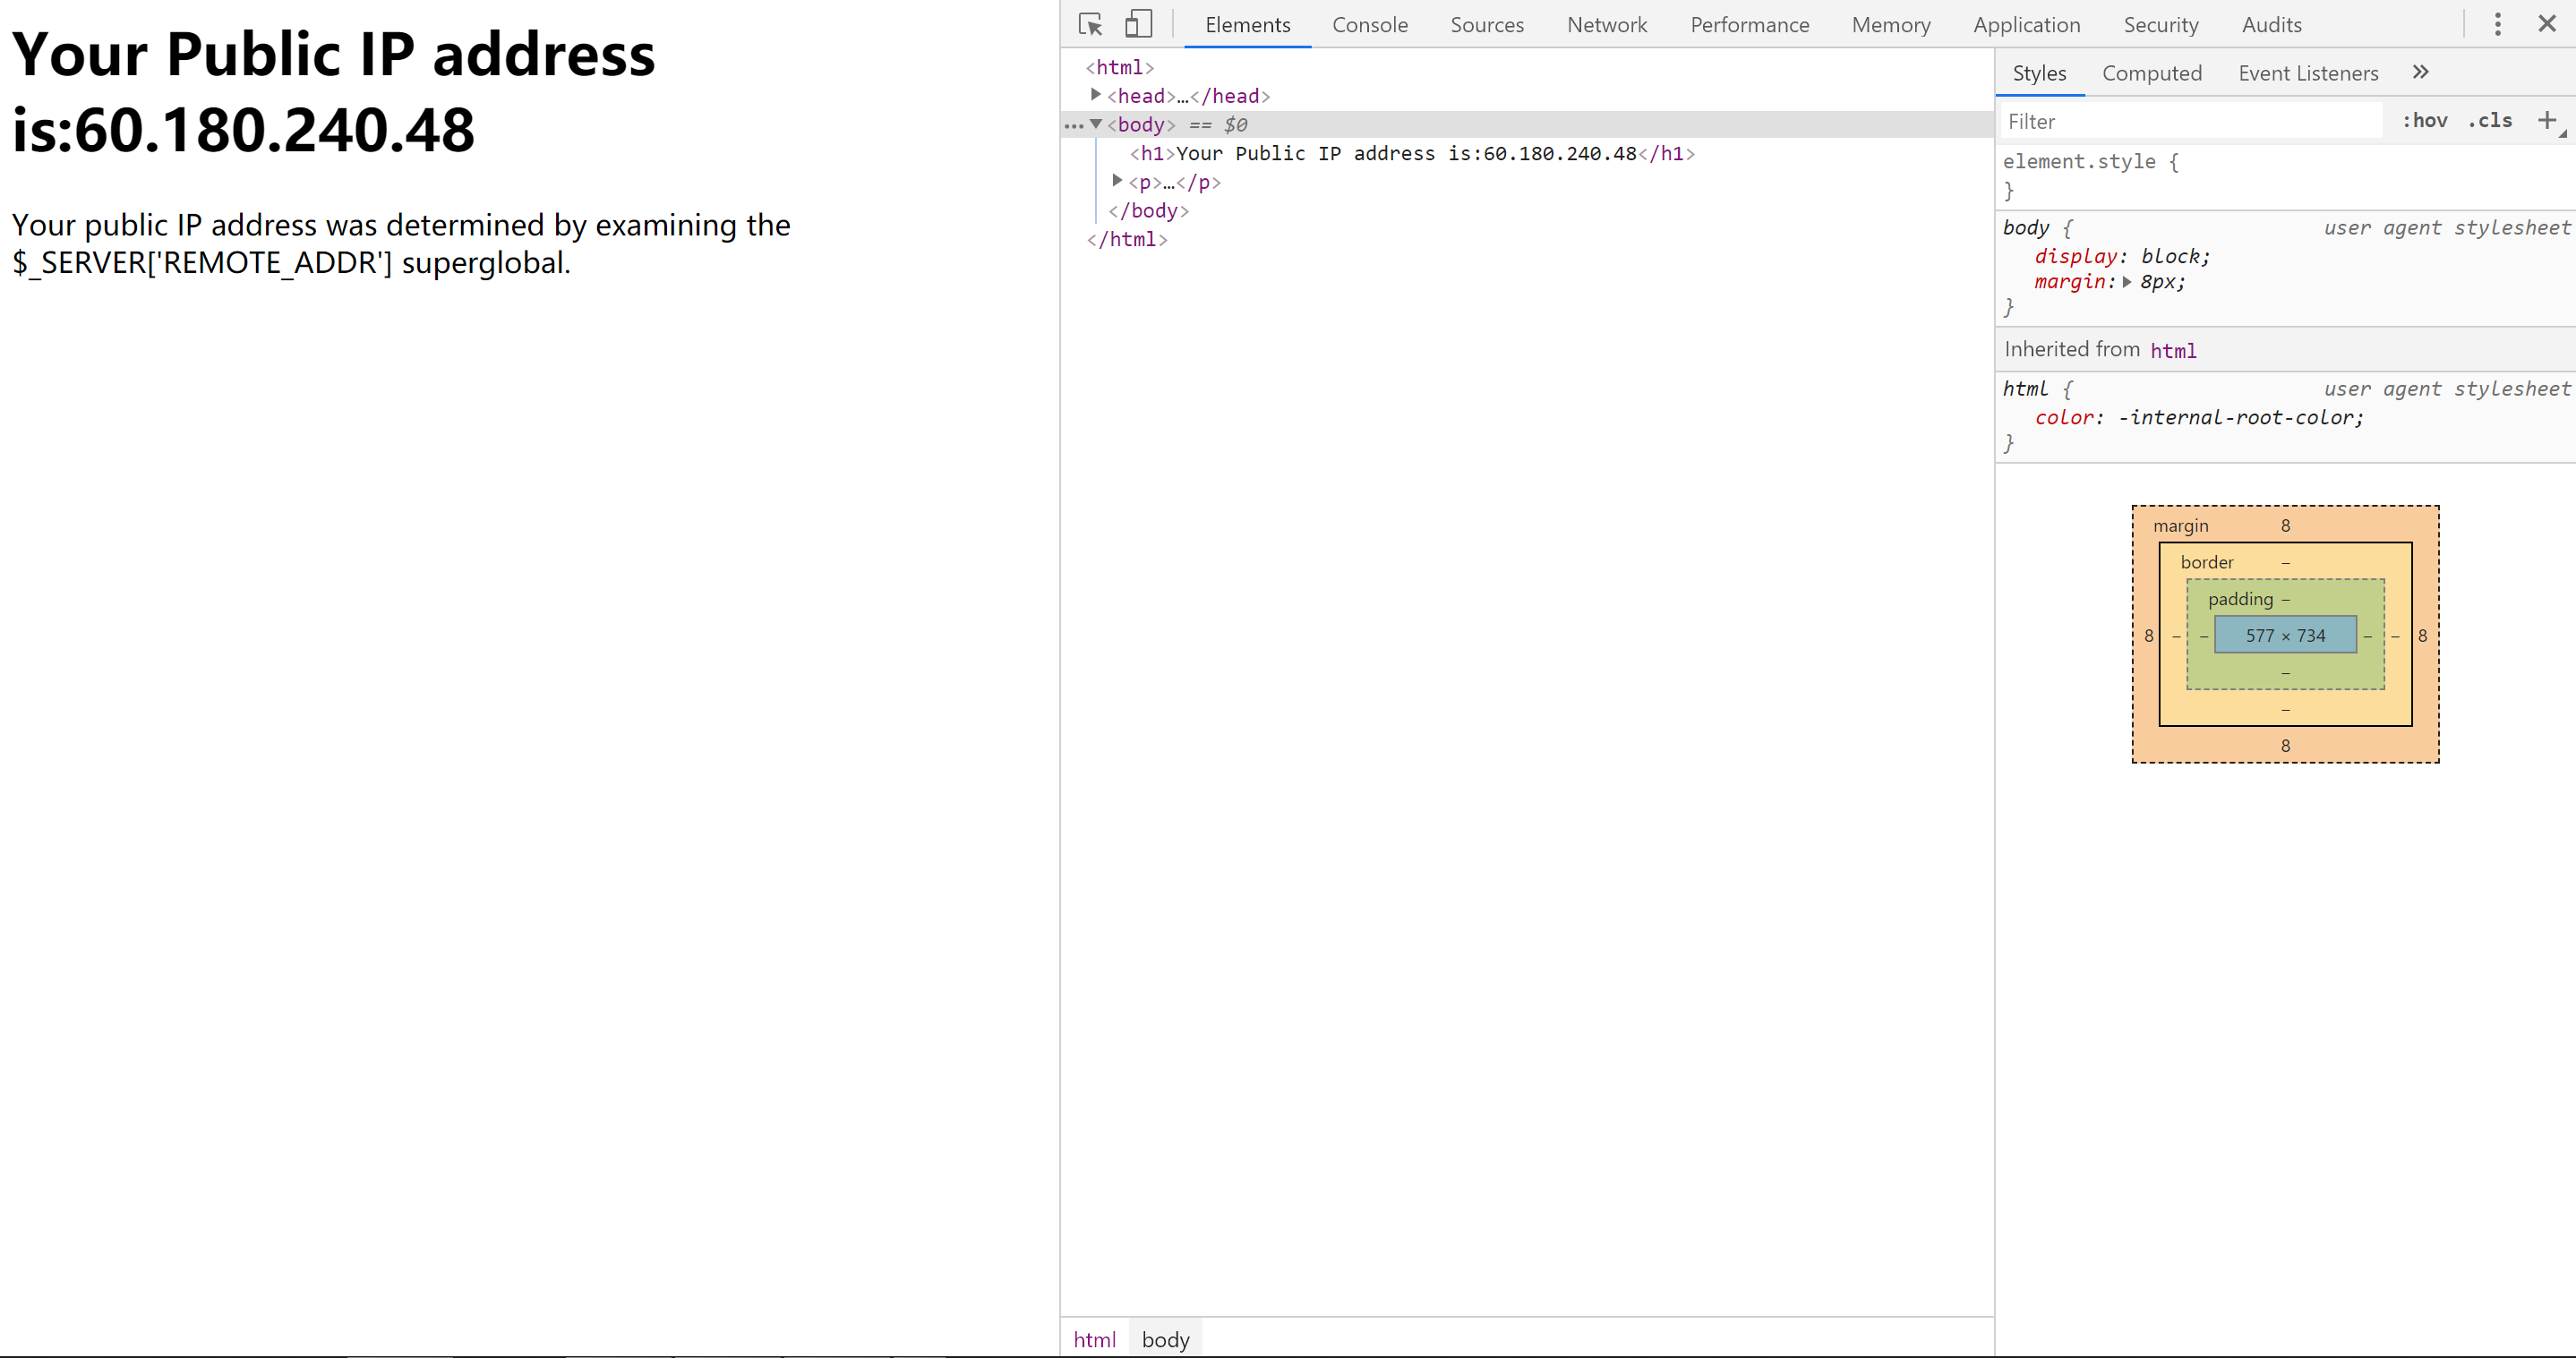 Your Public IP address
is:60.180.240.48
Your public IP address was determined by examining the
$_SERVER['REMOTE_ADDR'] superglobal.
Elements Console Sources Network Performance Memory Application Security Audits
<html>
<head>…</head>
<body> == $0
<h1>Your Public IP address is:60.180.240.48</h1>
<p>…</p>
</body>
</html>
html body
Styles Computed Event Listeners
Filter :hov .cls
element.style {
}
body { user agent stylesheet
display: block;
margin: 8px;
}
Inherited from html
html { user agent stylesheet
color: -internal-root-color;
}
margin 8
border –
padding –
8 – – 577 × 734 – – 8
–
–
8